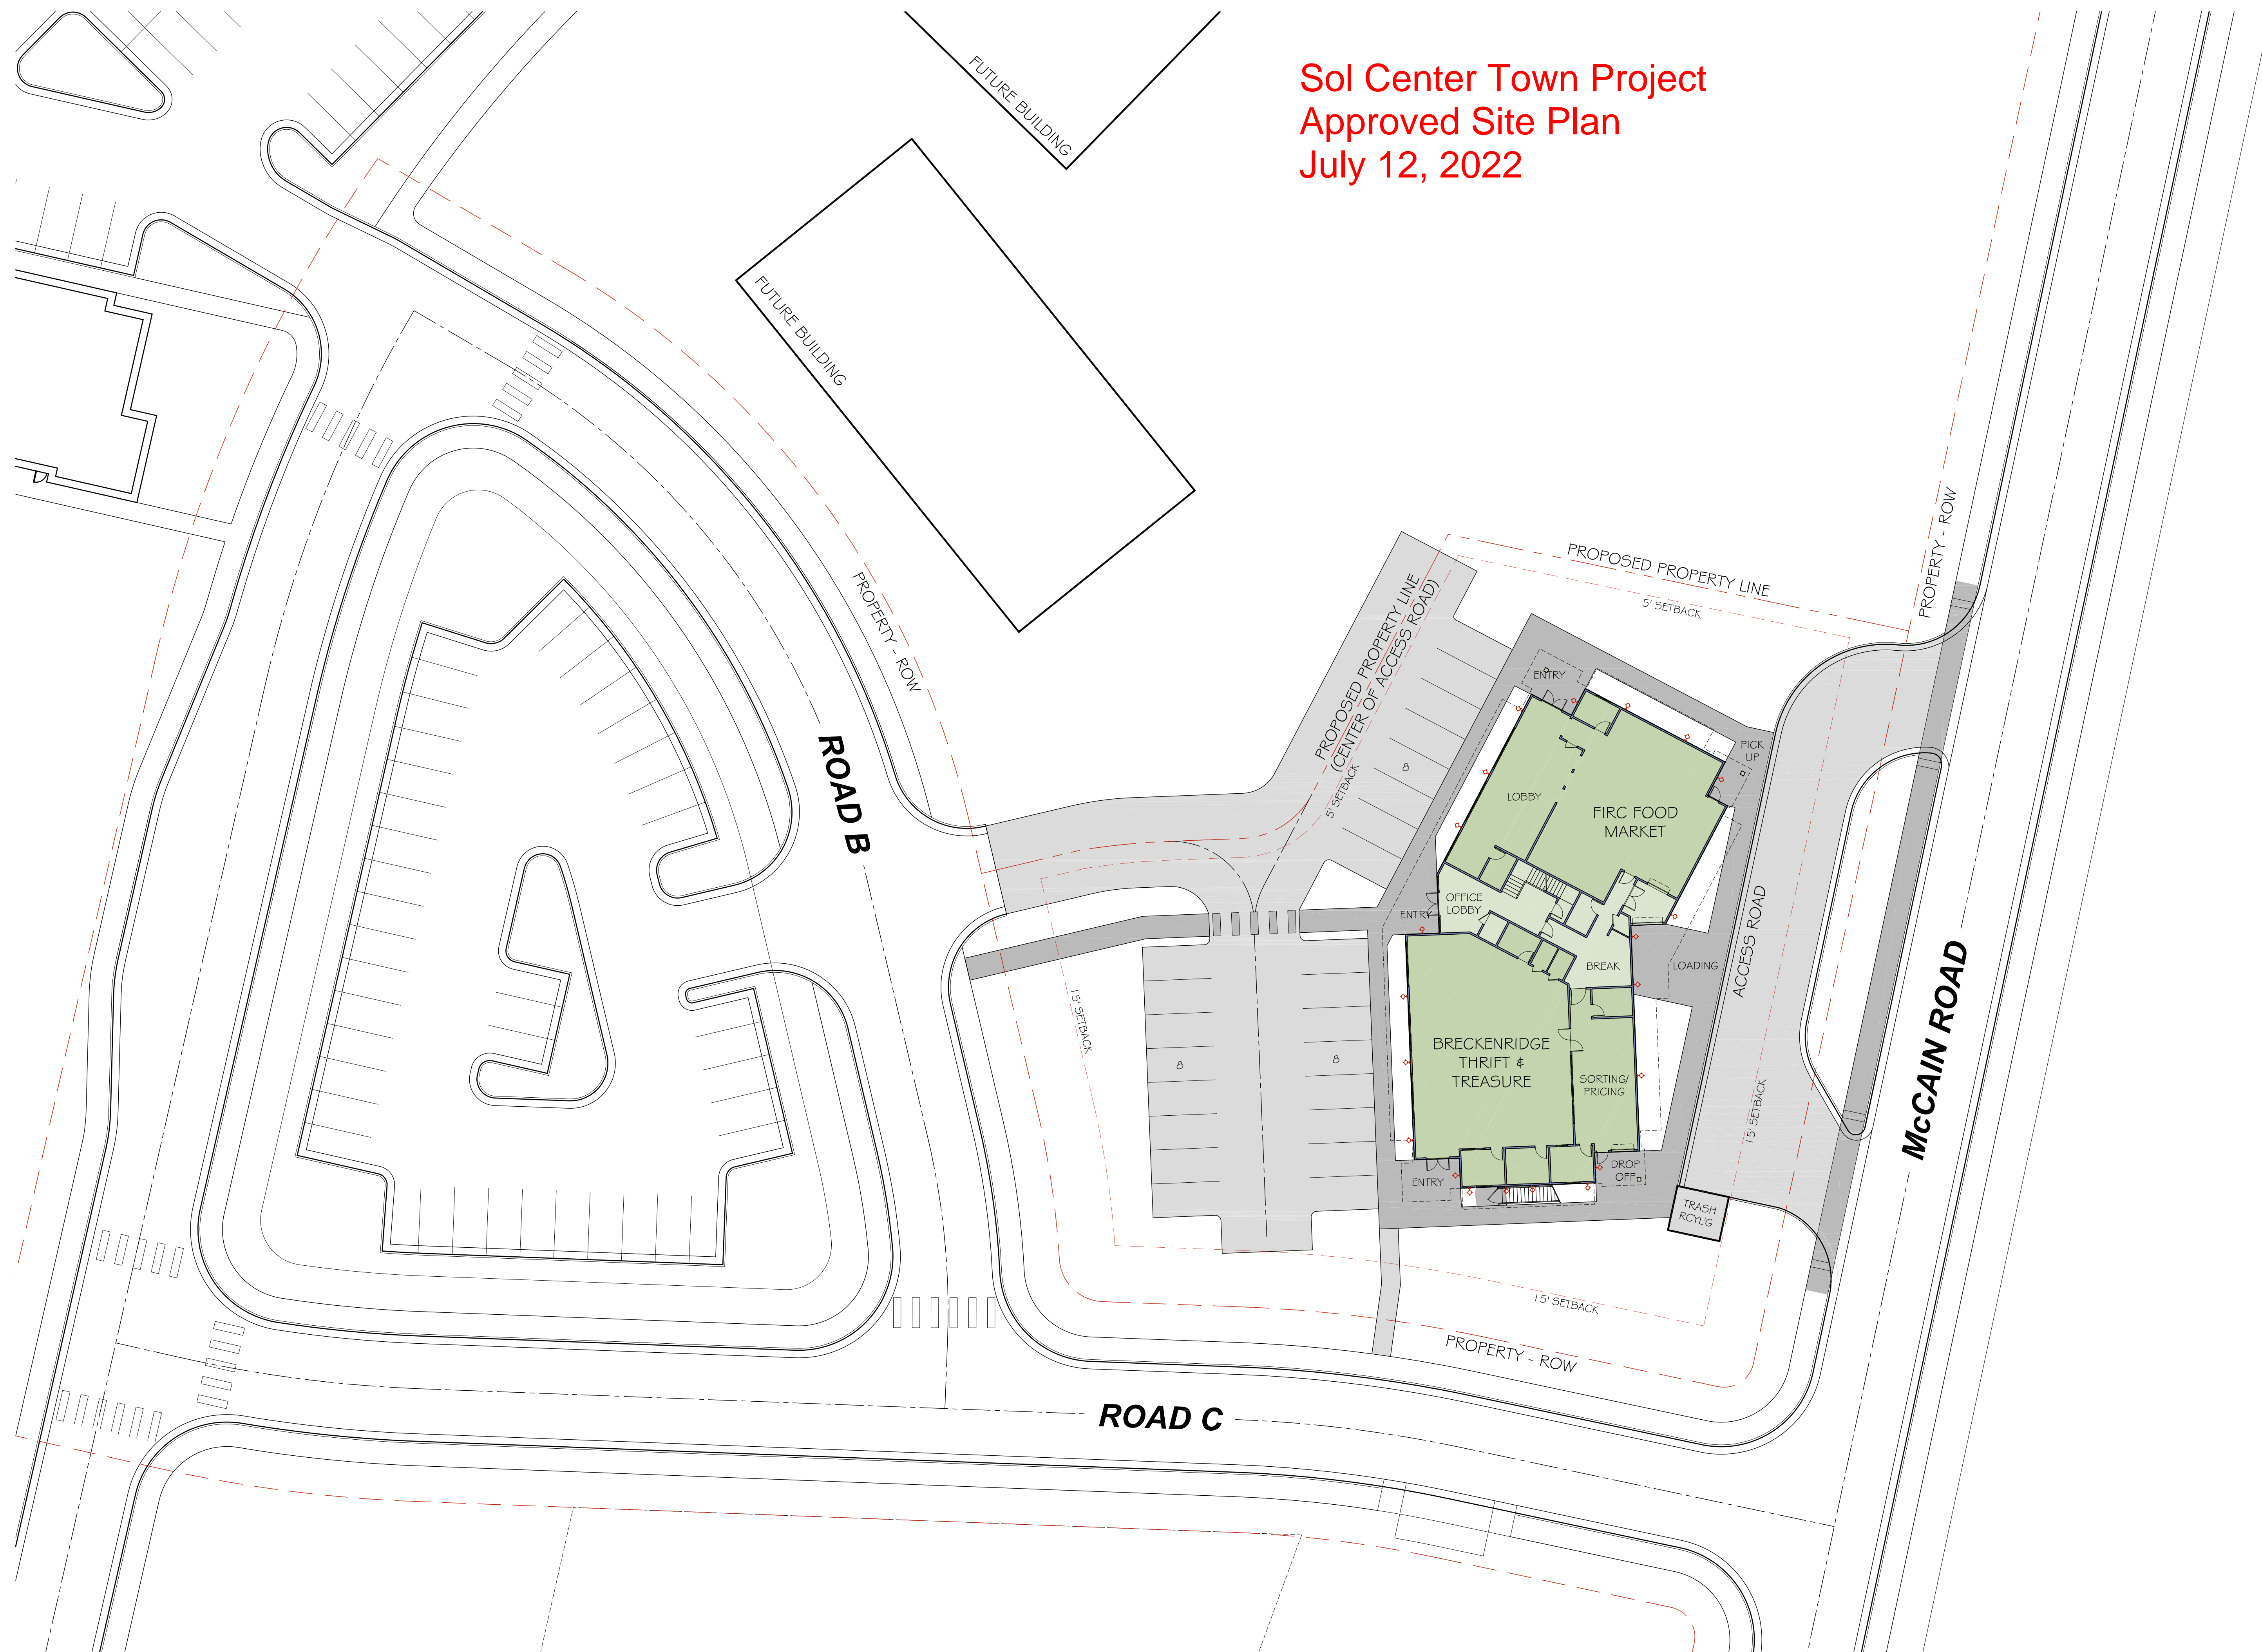 Sol Center Town Project
Approved Site Plan
July 12, 2022
FUTURE BUILDING
FUTURE BUILDING
PROPERTY - ROW
PROPERTY - ROW
PROPOSED PROPERTY LINE
5' SETBACK
PROPOSED PROPERTY LINE
(CENTER OF ACCESS ROAD)
5' SETBACK
8
ENTRY
PICK
UP
LOBBY
FIRC FOOD
MARKET
ROAD B
ENTRY
OFFICE
LOBBY
BREAK
LOADING
ACCESS ROAD
McCAIN ROAD
15' SETBACK
8
8
BRECKENRIDGE
THRIFT &
TREASURE
SORTING/
PRICING
15' SETBACK
ENTRY
DROP
OFF
TRASH
RCYL'G
15' SETBACK
PROPERTY - ROW
ROAD C